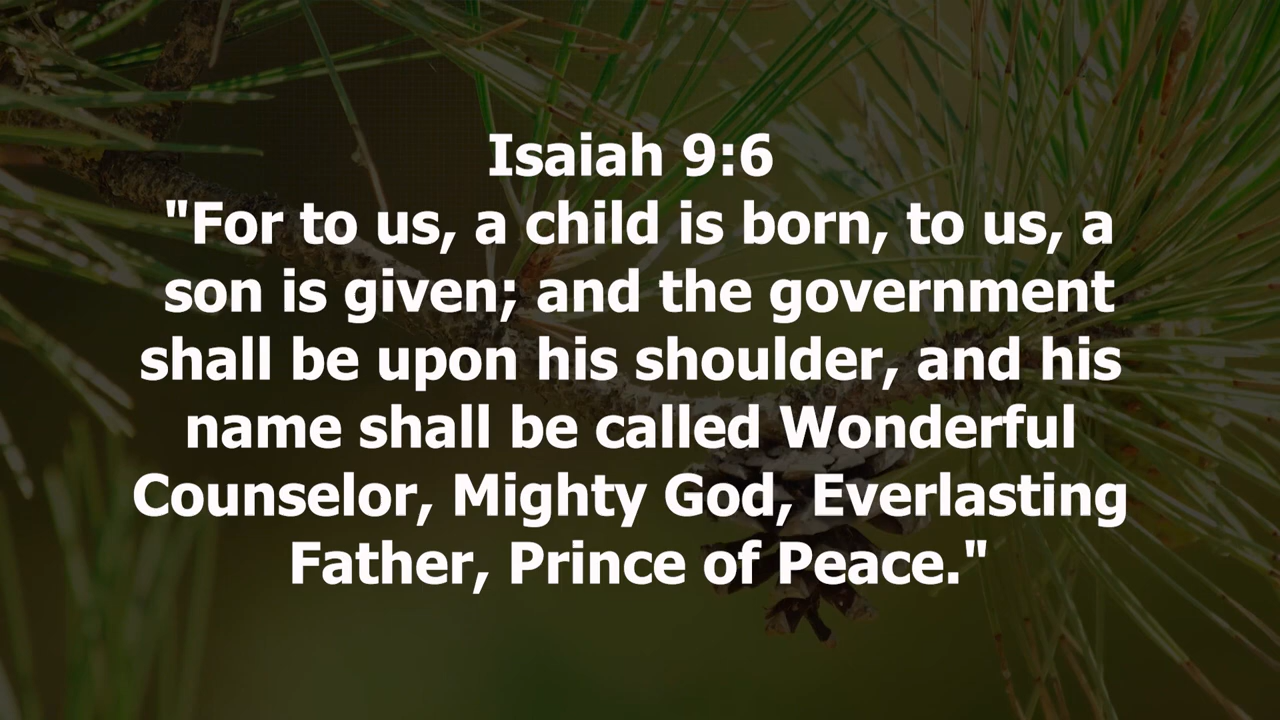 Isaiah 9:6
"For to us, a child is born, to us, a
son is given; and the government
shall be upon his shoulder, and his
name shall be called Wonderful
Counselor, Mighty God, Everlasting
Father, Prince of Peace."